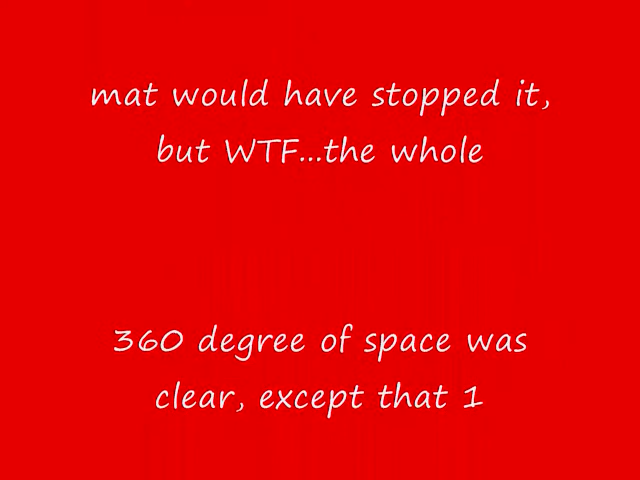 mat would have stopped it,
but WTF...the whole
360 degree of space was
clear, except that 1